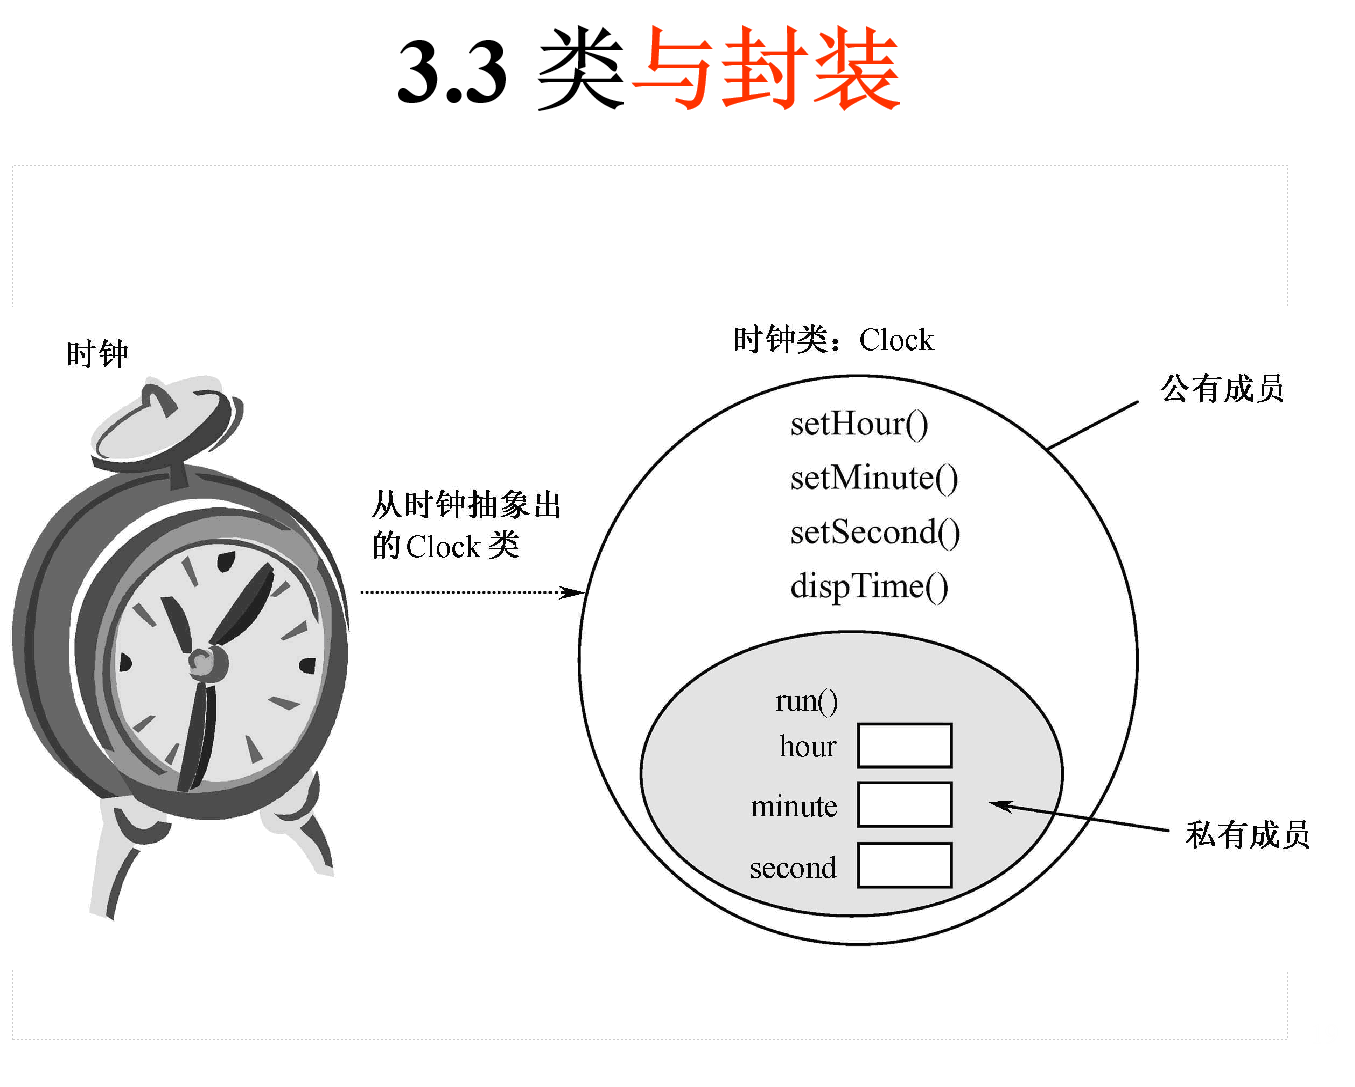 3.3 类与封装
时钟
从时钟抽象出
的Clock 类
时钟类：Clock
公有成员
setHour()
setMinute()
setSecond()
dispTime()
run()
hour
minute
second
私有成员